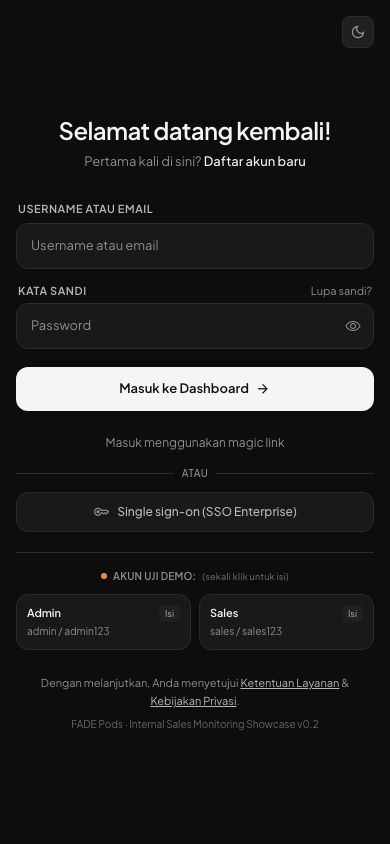 Selamat datang kembali!
Pertama kali di sini? Daftar akun baru
USERNAME ATAU EMAIL
Username atau email
KATA SANDI Lupa sandi?
Password
Masuk ke Dashboard →
Masuk menggunakan magic link
ATAU
Single sign-on (SSO Enterprise)
AKUN UJI DEMO: (sekali klik untuk isi)
Admin Isi
admin / admin123
Sales Isi
sales / sales123
Dengan melanjutkan, Anda menyetujui Ketentuan Layanan &
Kebijakan Privasi.
FADE Pods · Internal Sales Monitoring Showcase v0.2